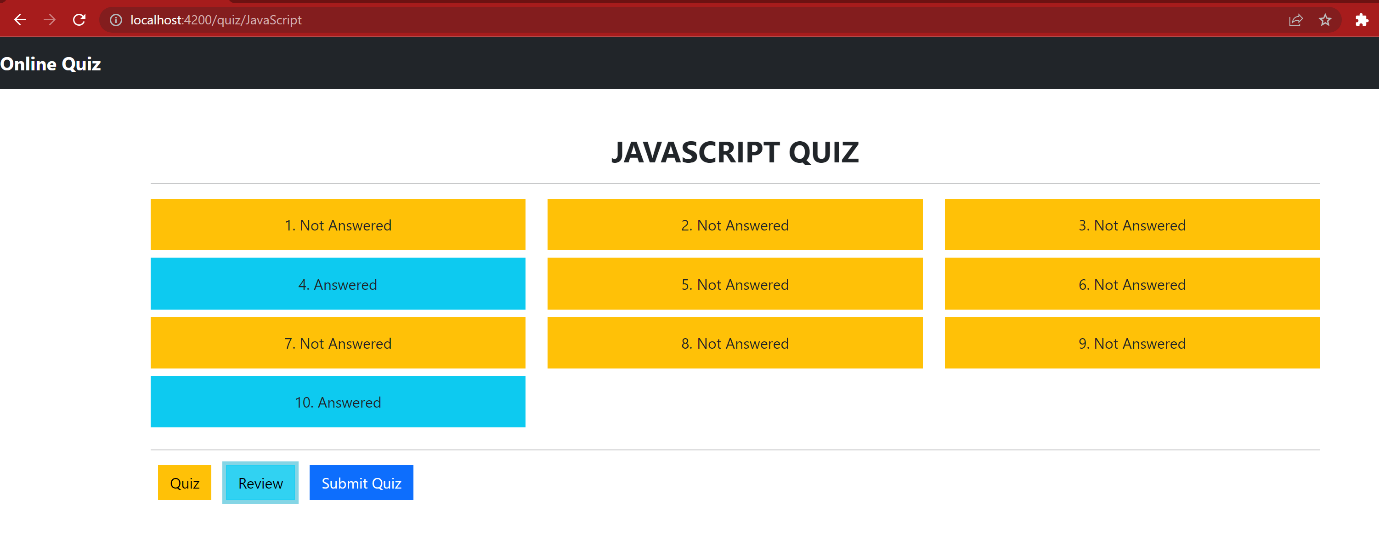 localhost:4200/quiz/JavaScript
Online Quiz
JAVASCRIPT QUIZ
1. Not Answered
2. Not Answered
3. Not Answered
4. Answered
5. Not Answered
6. Not Answered
7. Not Answered
8. Not Answered
9. Not Answered
10. Answered
Quiz
Review
Submit Quiz